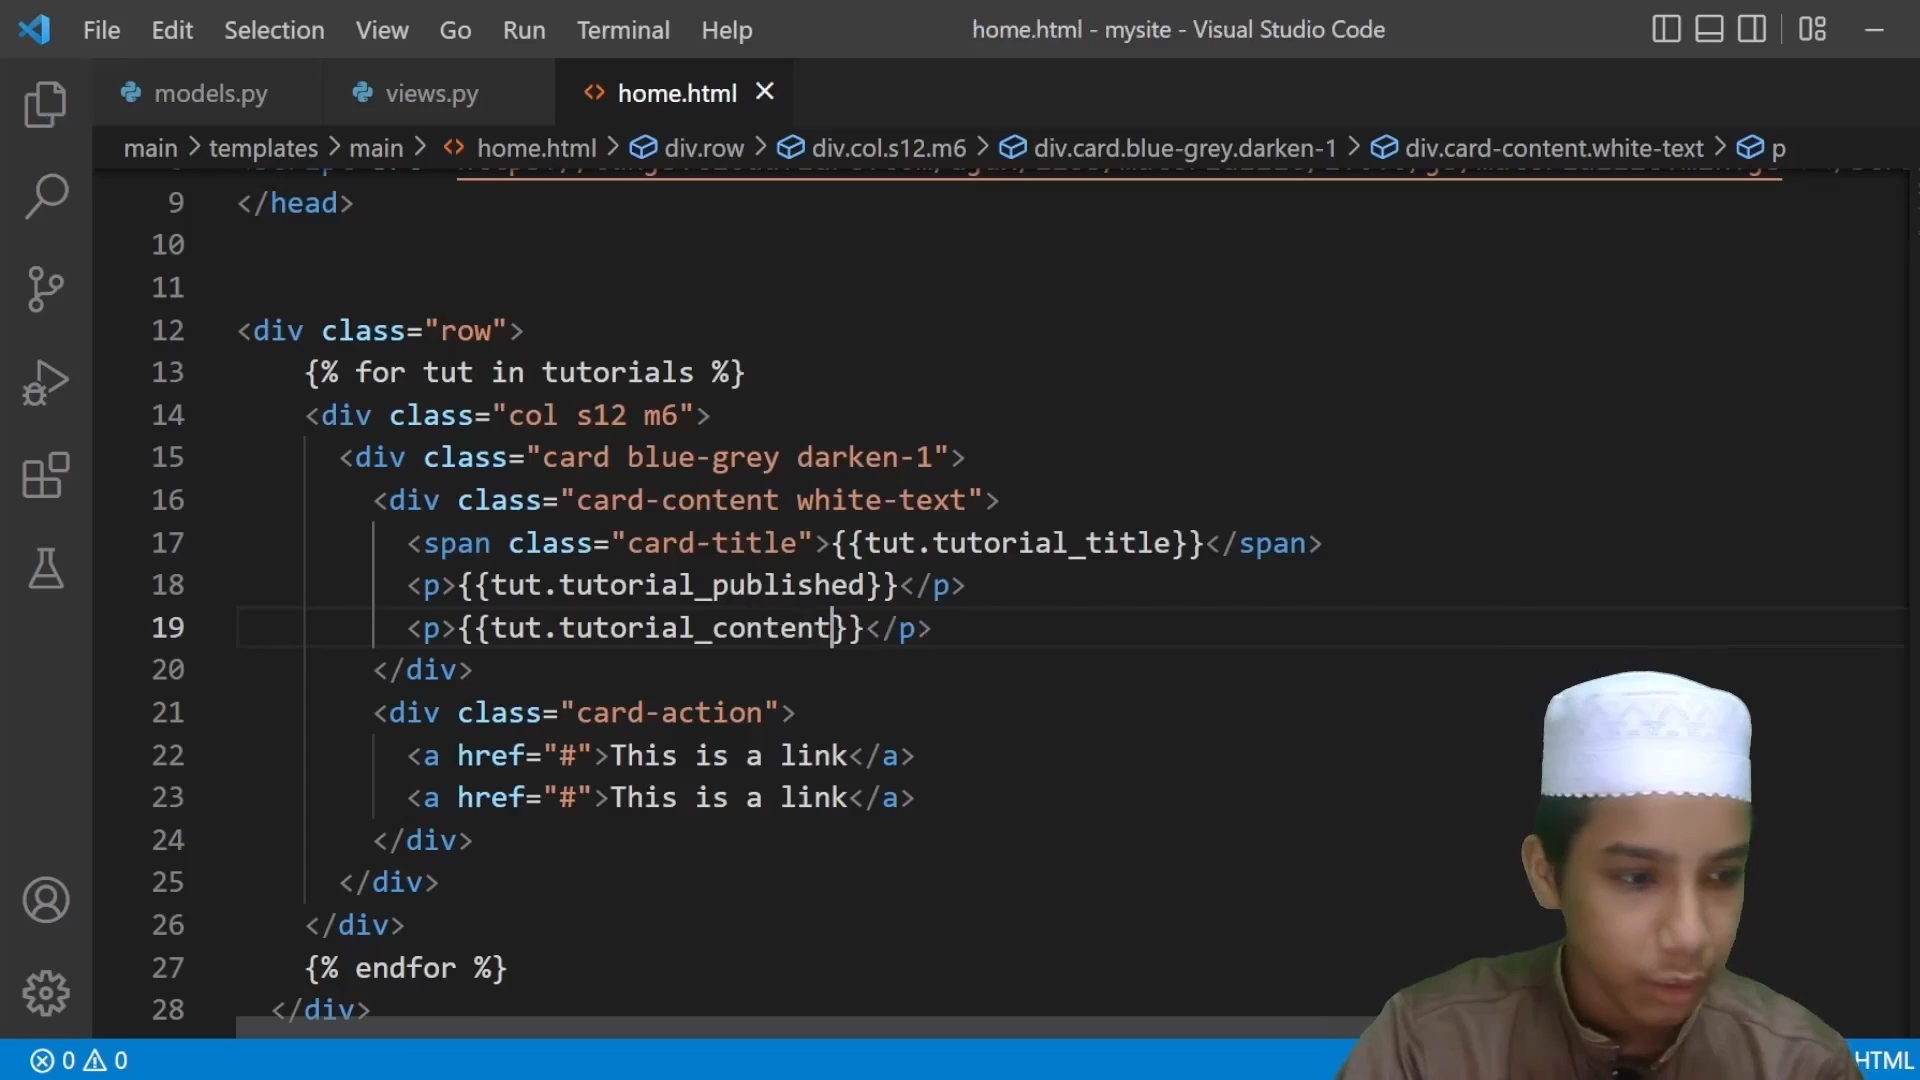 File Edit Selection View Go Run Terminal Help home.html - mysite - Visual Studio Code
models.py views.py home.html
main > templates > main > home.html > div.row > div.col.s12.m6 > div.card.blue-grey.darken-1 > div.card-content.white-text > p
9 </head>
10
11
12 <div class="row">
13 {% for tut in tutorials %}
14 <div class="col s12 m6">
15 <div class="card blue-grey darken-1">
16 <div class="card-content white-text">
17 <span class="card-title">{{tut.tutorial_title}}</span>
18 <p>{{tut.tutorial_published}}</p>
19 <p>{{tut.tutorial_content}}</p>
20 </div>
21 <div class="card-action">
22 <a href="#">This is a link</a>
23 <a href="#">This is a link</a>
24 </div>
25 </div>
26 </div>
27 {% endfor %}
28 </div>
0 0 HTML